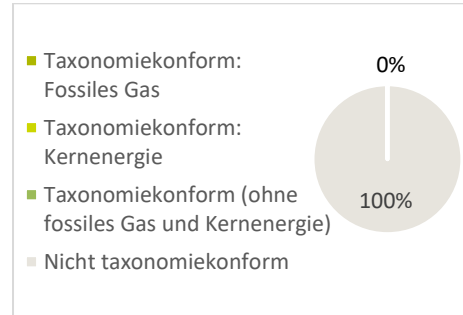 Taxonomiekonform:
Fossiles Gas
Taxonomiekonform:
Kernenergie
Taxonomiekonform (ohne
fossiles Gas und Kernenergie)
Nicht taxonomiekonform
0%
100%